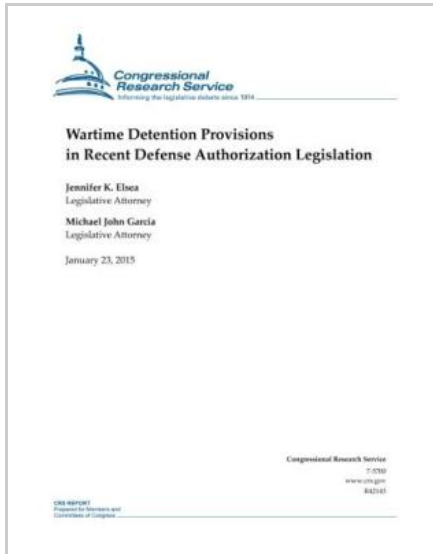 Congressional
Research Service
Informing the legislative debate since 1914
Wartime Detention Provisions
in Recent Defense Authorization Legislation
Jennifer K. Elsea
Legislative Attorney
Michael John Garcia
Legislative Attorney
January 23, 2015
Congressional Research Service
7-5700
www.crs.gov
R42143
CRS REPORT
Prepared for Members and
Committees of Congress